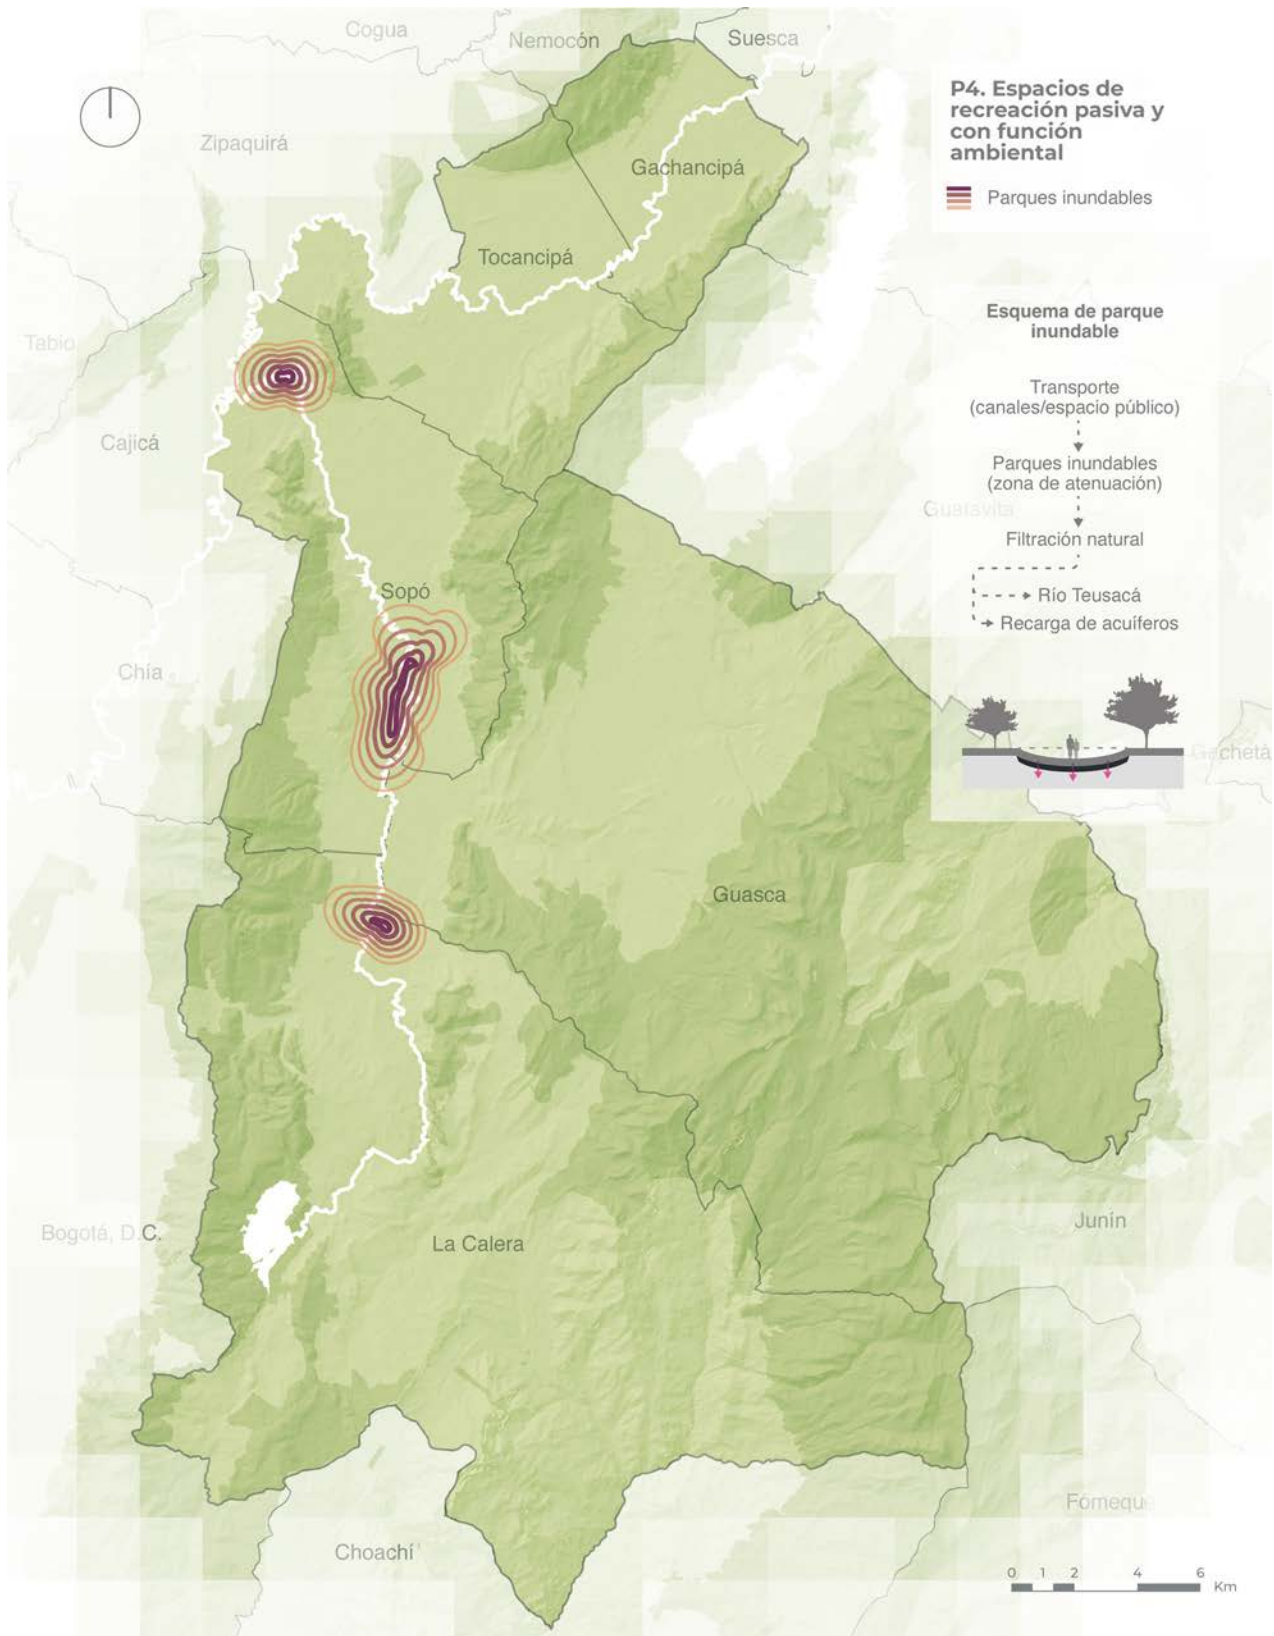 Cogua
Nemocón
Suesca
P4. Espacios de
recreación pasiva y
con función
ambiental
Parques inundables
Zipaquirá
Gachancipá
Tocancipá
Tabio
Cajicá
Esquema de parque
inundable
Transporte
(canales/espacio público)
Parques inundables
(zona de atenuación)
Guatavita
Filtración natural
Río Teusacá
Recarga de acuíferos
Sopó
Chía
Gachetá
Guasca
Bogotá, D.C.
La Calera
Junín
Fómeque
Choachí
0 1 2 4 6
Km